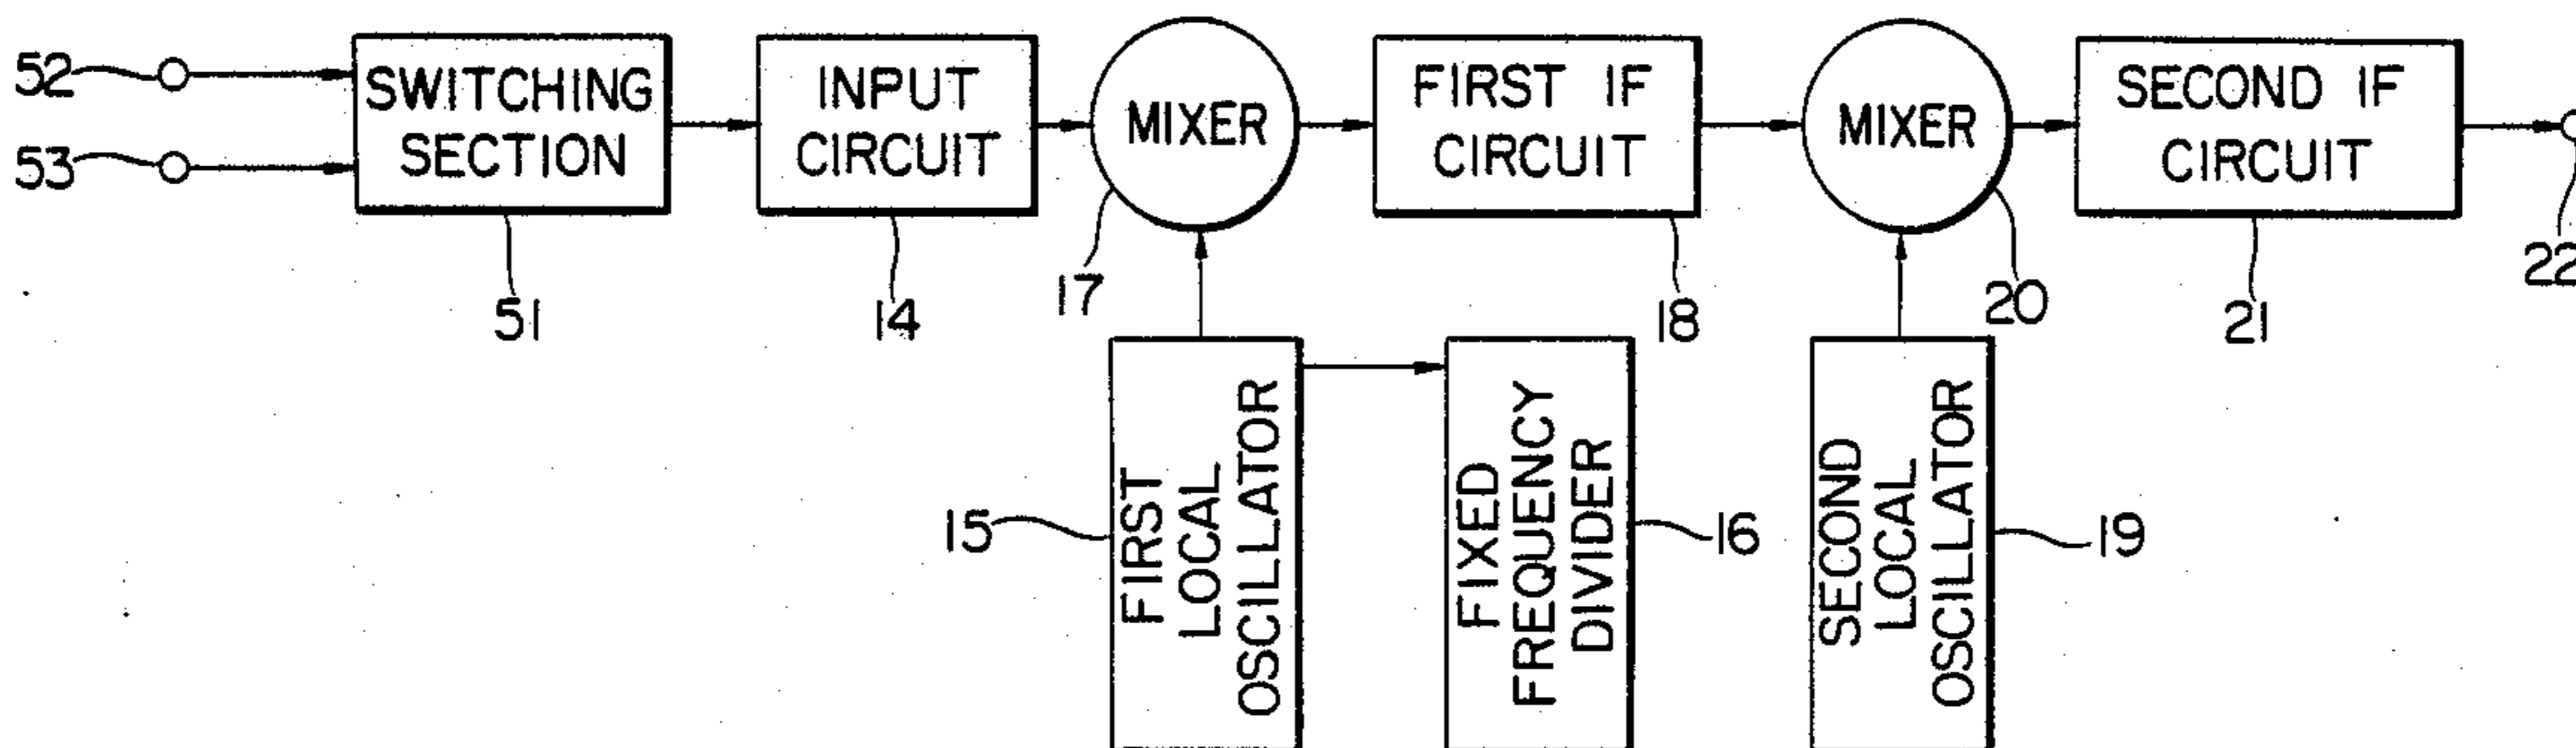 52
53
SWITCHING
SECTION
51
INPUT
CIRCUIT
14
MIXER
17
FIRST IF
CIRCUIT
18
MIXER
20
SECOND IF
CIRCUIT
21
22
15
FIRST
LOCAL
OSCILLATOR
FIXED
FREQUENCY
DIVIDER
16
SECOND
LOCAL
OSCILLATOR
19